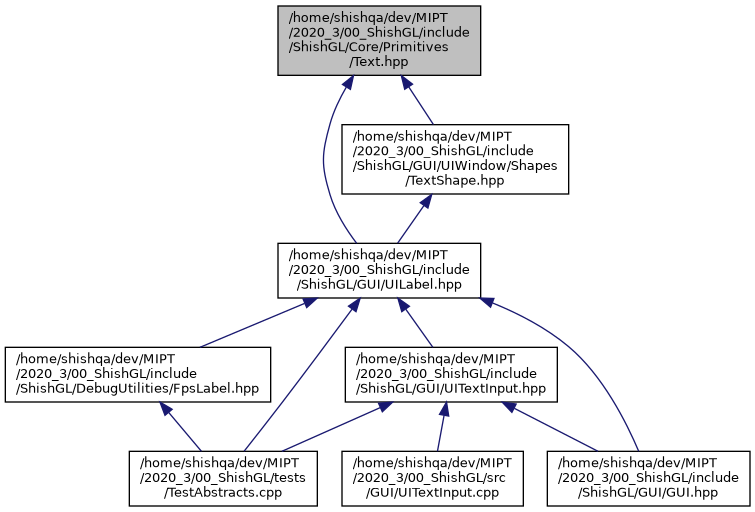 /home/shishqa/dev/MIPT
/2020_3/00_ShishGL/include
/ShishGL/Core/Primitives
/Text.hpp
/home/shishqa/dev/MIPT
/2020_3/00_ShishGL/include
/ShishGL/GUI/UIWindow/Shapes
/TextShape.hpp
/home/shishqa/dev/MIPT
/2020_3/00_ShishGL/include
/ShishGL/GUI/UILabel.hpp
/home/shishqa/dev/MIPT
/2020_3/00_ShishGL/include
/ShishGL/DebugUtilities/FpsLabel.hpp
/home/shishqa/dev/MIPT
/2020_3/00_ShishGL/include
/ShishGL/GUI/UITextInput.hpp
/home/shishqa/dev/MIPT
/2020_3/00_ShishGL/tests
/TestAbstracts.cpp
/home/shishqa/dev/MIPT
/2020_3/00_ShishGL/src
/GUI/UITextInput.cpp
/home/shishqa/dev/MIPT
/2020_3/00_ShishGL/include
/ShishGL/GUI/GUI.hpp